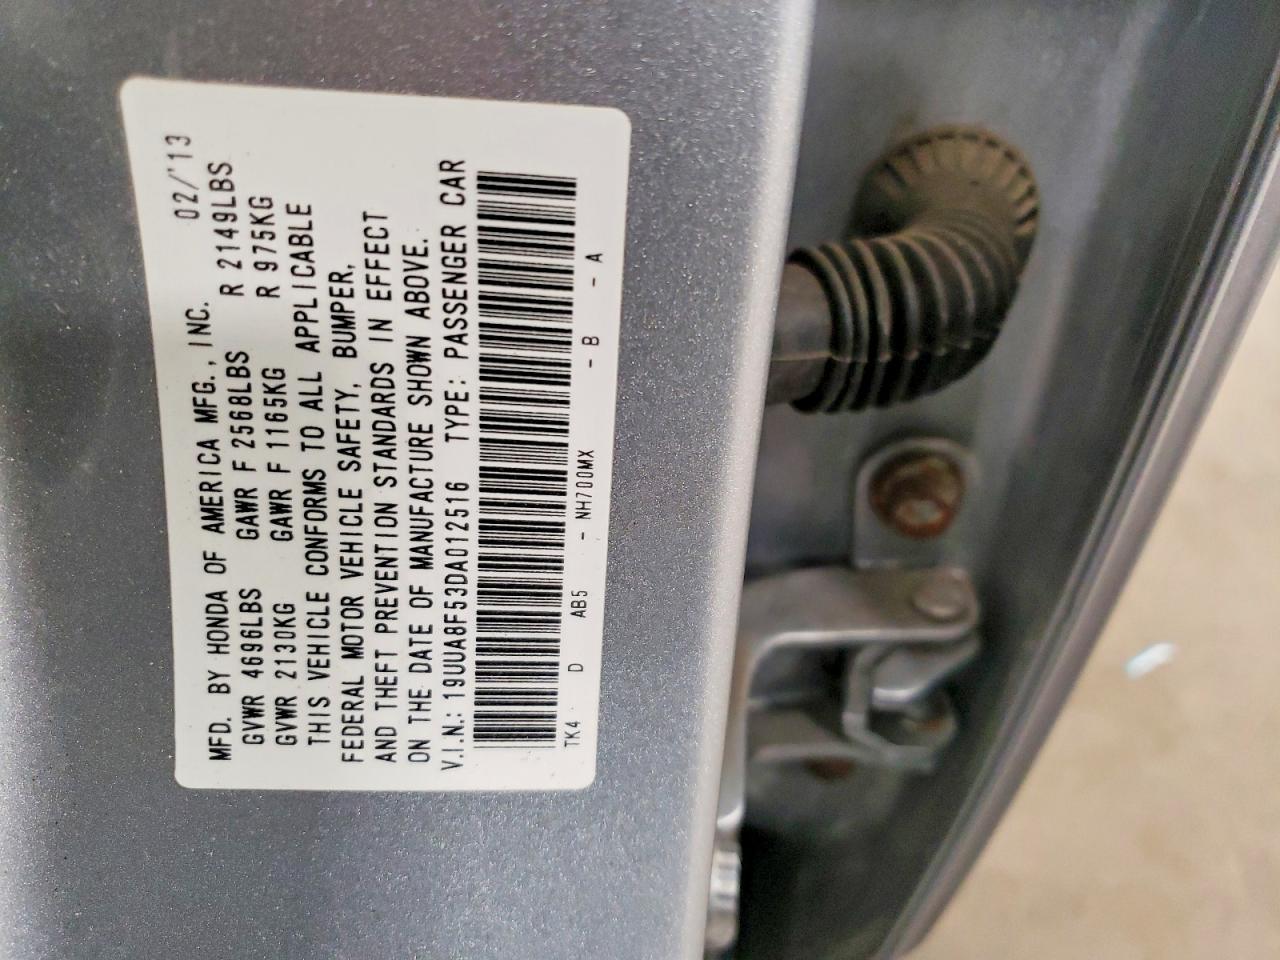 MFD. BY HONDA OF AMERICA MFG., INC. 02/'13
GVWR 4696LBS GAWR F 2568LBS R 2149LBS
GVWR 2130KG GAWR F 1165KG R 975KG
THIS VEHICLE CONFORMS TO ALL APPLICABLE
FEDERAL MOTOR VEHICLE SAFETY, BUMPER,
AND THEFT PREVENTION STANDARDS IN EFFECT
ON THE DATE OF MANUFACTURE SHOWN ABOVE.
V.I.N.: 19UUA8F53DA012516 TYPE: PASSENGER CAR
TK4 D AB5 - NH700MX - B - A